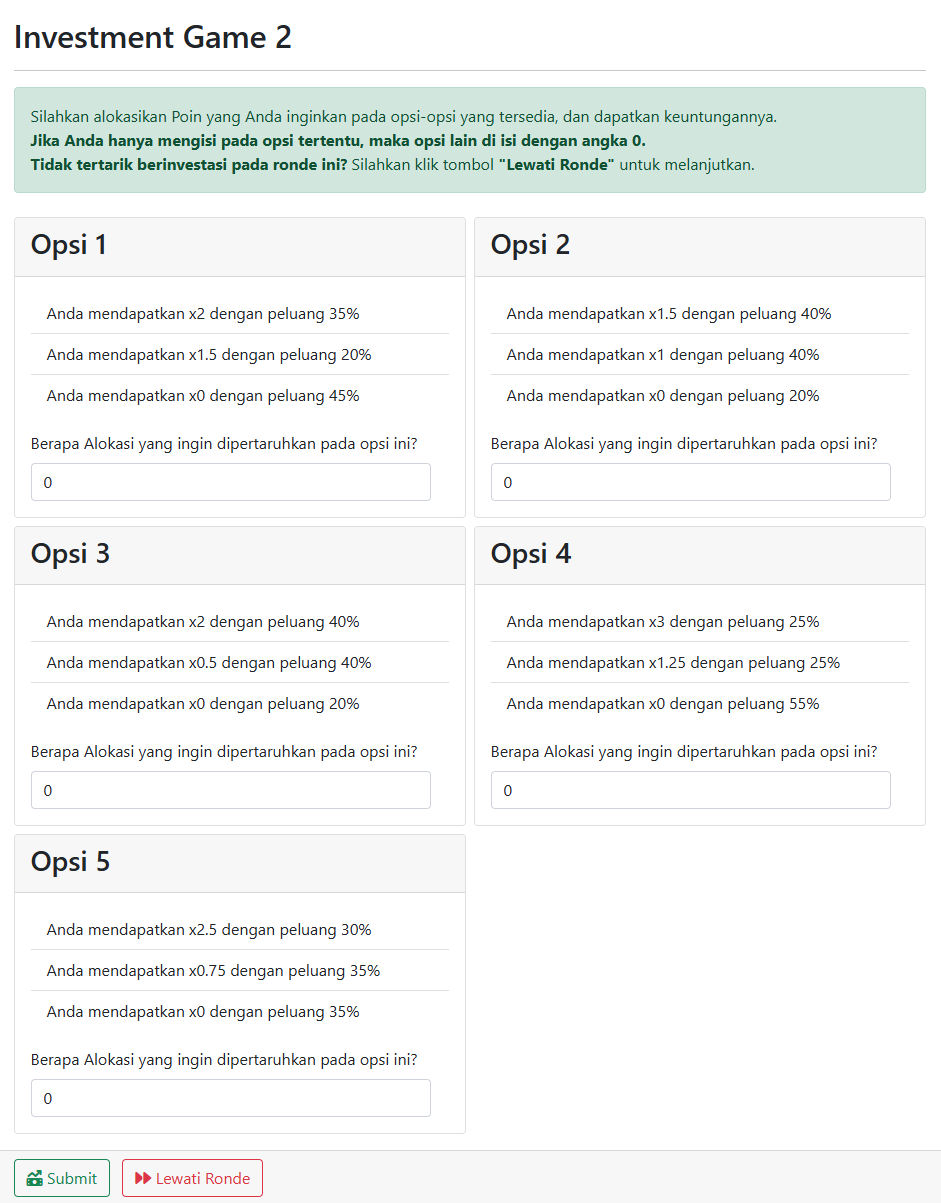 Investment Game 2
Silahkan alokasikan Poin yang Anda inginkan pada opsi-opsi yang tersedia, dan dapatkan keuntungannya.
Jika Anda hanya mengisi pada opsi tertentu, maka opsi lain di isi dengan angka 0.
Tidak tertarik berinvestasi pada ronde ini? Silahkan klik tombol "Lewati Ronde" untuk melanjutkan.
Opsi 1
Anda mendapatkan x2 dengan peluang 35%
Anda mendapatkan x1.5 dengan peluang 20%
Anda mendapatkan x0 dengan peluang 45%
Berapa Alokasi yang ingin dipertaruhkan pada opsi ini?
0
Opsi 2
Anda mendapatkan x1.5 dengan peluang 40%
Anda mendapatkan x1 dengan peluang 40%
Anda mendapatkan x0 dengan peluang 20%
Berapa Alokasi yang ingin dipertaruhkan pada opsi ini?
0
Opsi 3
Anda mendapatkan x2 dengan peluang 40%
Anda mendapatkan x0.5 dengan peluang 40%
Anda mendapatkan x0 dengan peluang 20%
Berapa Alokasi yang ingin dipertaruhkan pada opsi ini?
0
Opsi 4
Anda mendapatkan x3 dengan peluang 25%
Anda mendapatkan x1.25 dengan peluang 25%
Anda mendapatkan x0 dengan peluang 55%
Berapa Alokasi yang ingin dipertaruhkan pada opsi ini?
0
Opsi 5
Anda mendapatkan x2.5 dengan peluang 30%
Anda mendapatkan x0.75 dengan peluang 35%
Anda mendapatkan x0 dengan peluang 35%
Berapa Alokasi yang ingin dipertaruhkan pada opsi ini?
0
Submit
Lewati Ronde